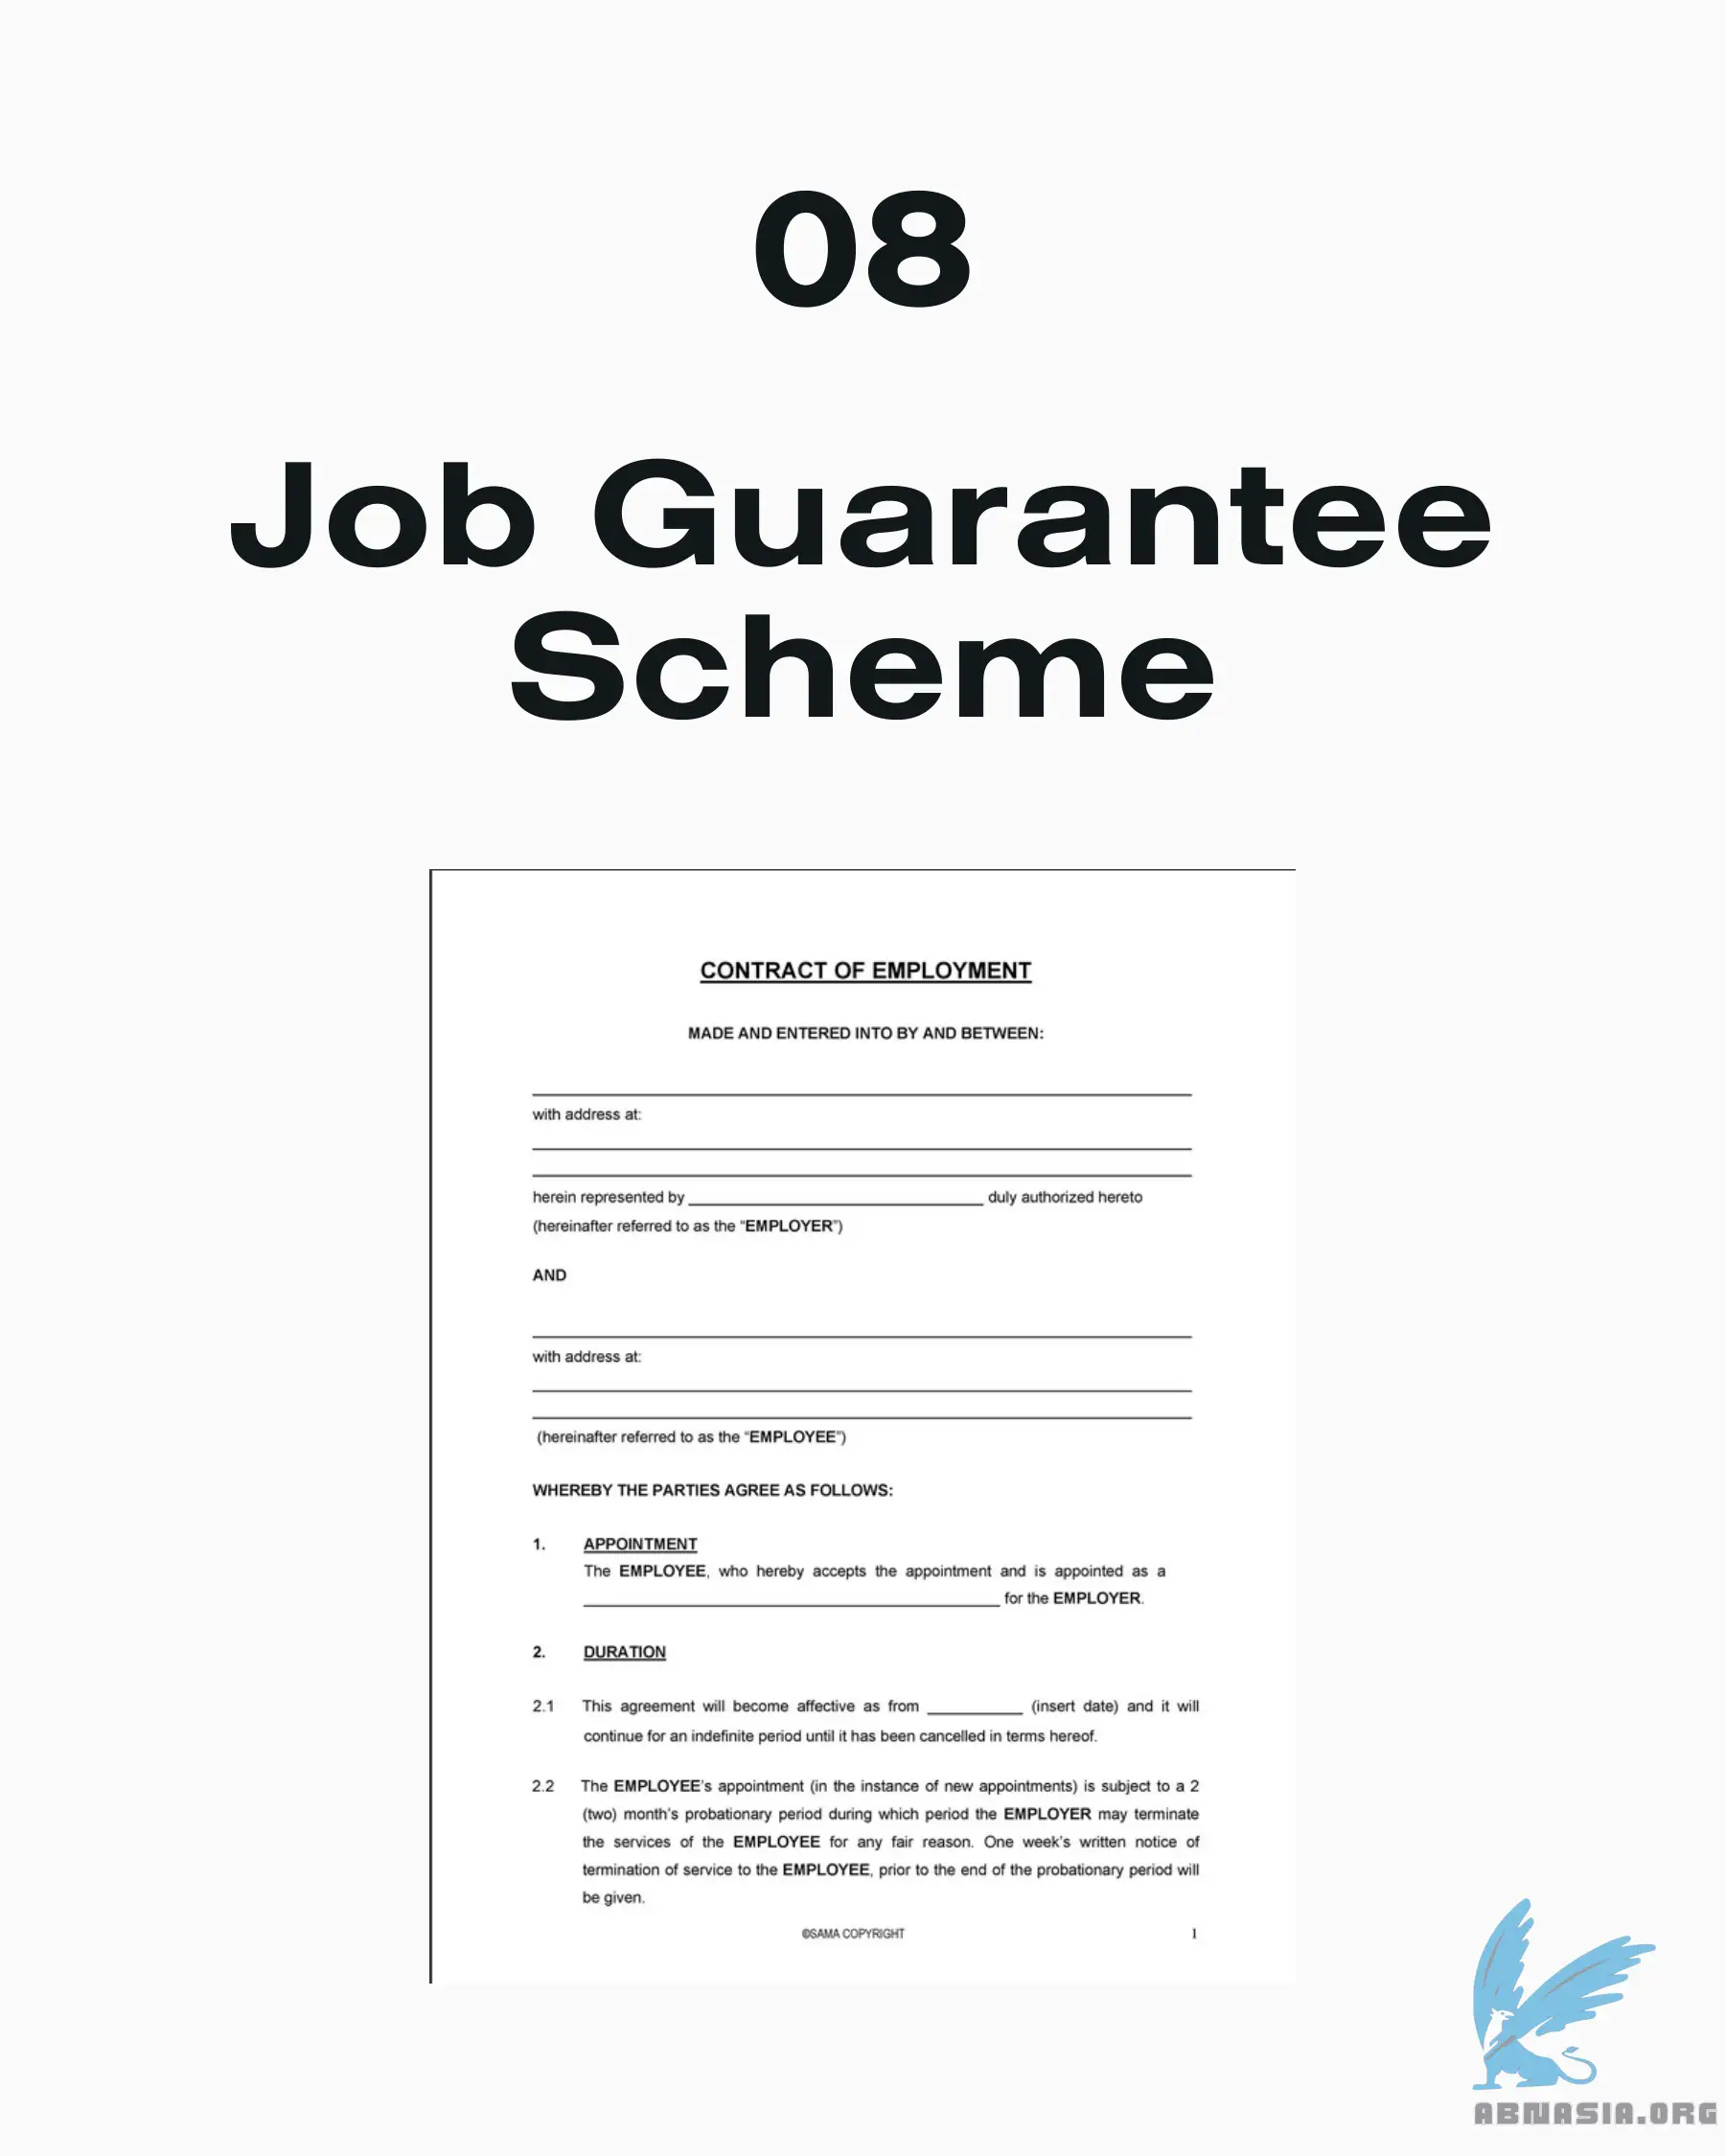 08
Job Guarantee
Scheme
CONTRACT OF EMPLOYMENT
MADE AND ENTERED INTO BY AND BETWEEN:
with address at:
herein represented by ____________________ duly authorized hereto
(hereinafter referred to as the “EMPLOYER”)
AND
with address at:
(hereinafter referred to as the “EMPLOYEE”)
WHEREBY THE PARTIES AGREE AS FOLLOWS:
1. APPOINTMENT
The EMPLOYEE, who hereby accepts the appointment and is appointed as a
____________________ for the EMPLOYER.
2. DURATION
2.1 This agreement will become affective as from __________ (insert date) and it will
continue for an indefinite period until it has been cancelled in terms hereof.
2.2 The EMPLOYEE’s appointment (in the instance of new appointments) is subject to a 2
(two) month’s probationary period during which period the EMPLOYER may terminate
the services of the EMPLOYEE for any fair reason. One week’s written notice of
termination of service to the EMPLOYEE, prior to the end of the probationary period will
be given.
©SAMA COPYRIGHT 1
ABNASIA.ORG